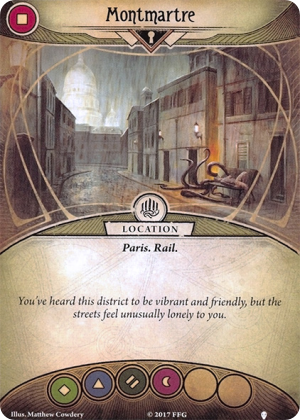 Montmartre
LOCATION
Paris. Rail.
You've heard this district to be vibrant and friendly, but the
streets feel unusually lonely to you.
Illus. Matthew Cowdery
© 2017 FFG